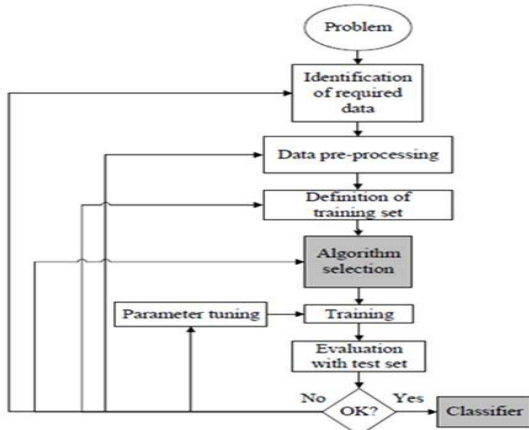 Problem
Identification
of required
data
Data pre-processing
Definition of
training set
Algorithm
selection
Parameter tuning
Training
Evaluation
with test set
No
Yes
OK?
Classifier